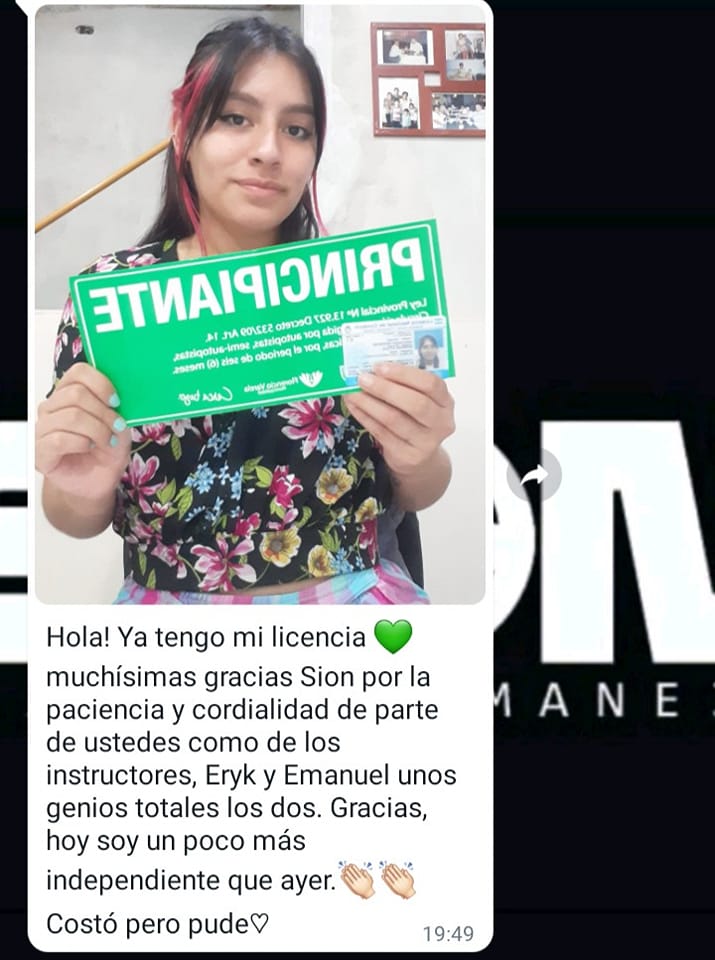 PRINCIPIANTE
Ley Provincial Nº 13.927 Decreto 532/09 Art. 14
autopistas, semi-autopistas,
por el periodo de seis (6) meses.
Florencio Varela
Hola! Ya tengo mi licencia 💚
muchísimas gracias Sion por la
paciencia y cordialidad de parte
de ustedes como de los
instructores, Eryk y Emanuel unos
genios totales los dos. Gracias,
hoy soy un poco más
independiente que ayer.👏🏻👏🏻
Costó pero pude♡
19:49
MANE